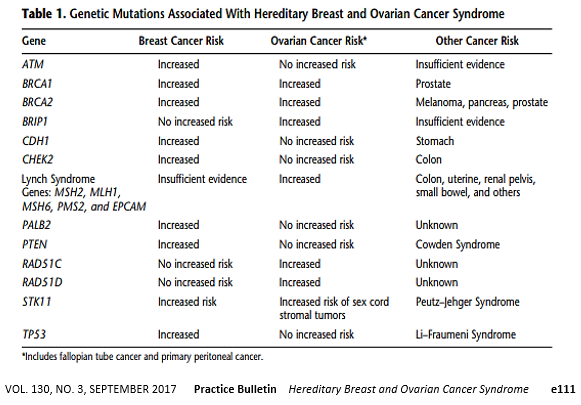 Table 1. Genetic Mutations Associated With Hereditary Breast and Ovarian Cancer Syndrome
Gene Breast Cancer Risk Ovarian Cancer Risk* Other Cancer Risk
ATM Increased No increased risk Insufficient evidence
BRCA1 Increased Increased Prostate
BRCA2 Increased Increased Melanoma, pancreas, prostate
BRIP1 No increased risk Increased Insufficient evidence
CDH1 Increased No increased risk Stomach
CHEK2 Increased No increased risk Colon
Lynch Syndrome Insufficient evidence Increased Colon, uterine, renal pelvis,
Genes: MSH2, MLH1, small bowel, and others
MSH6, PMS2, and EPCAM
PALB2 Increased No increased risk Unknown
PTEN Increased No increased risk Cowden Syndrome
RAD51C No increased risk Increased Unknown
RAD51D No increased risk Increased Unknown
STK11 Increased risk Increased risk of sex cord Peutz–Jehger Syndrome
stromal tumors
TP53 Increased No increased risk Li–Fraumeni Syndrome
*Includes fallopian tube cancer and primary peritoneal cancer.
VOL. 130, NO. 3, SEPTEMBER 2017 Practice Bulletin Hereditary Breast and Ovarian Cancer Syndrome e111